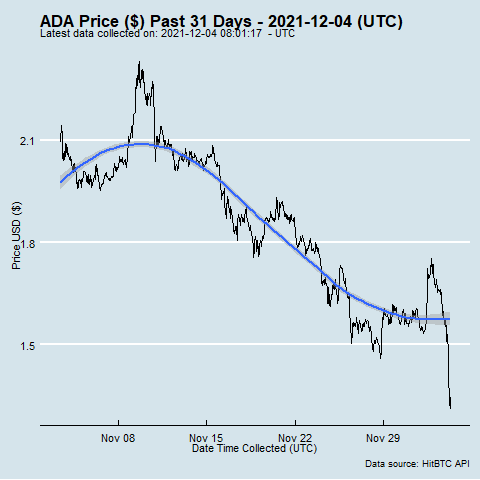 ADA Price ($) Past 31 Days - 2021-12-04 (UTC)
Latest data collected on: 2021-12-04 08:01:17 - UTC
Price USD ($)
2.1
1.8
1.5
Nov 08 Nov 15 Nov 22 Nov 29
Date Time Collected (UTC)
Data source: HitBTC API